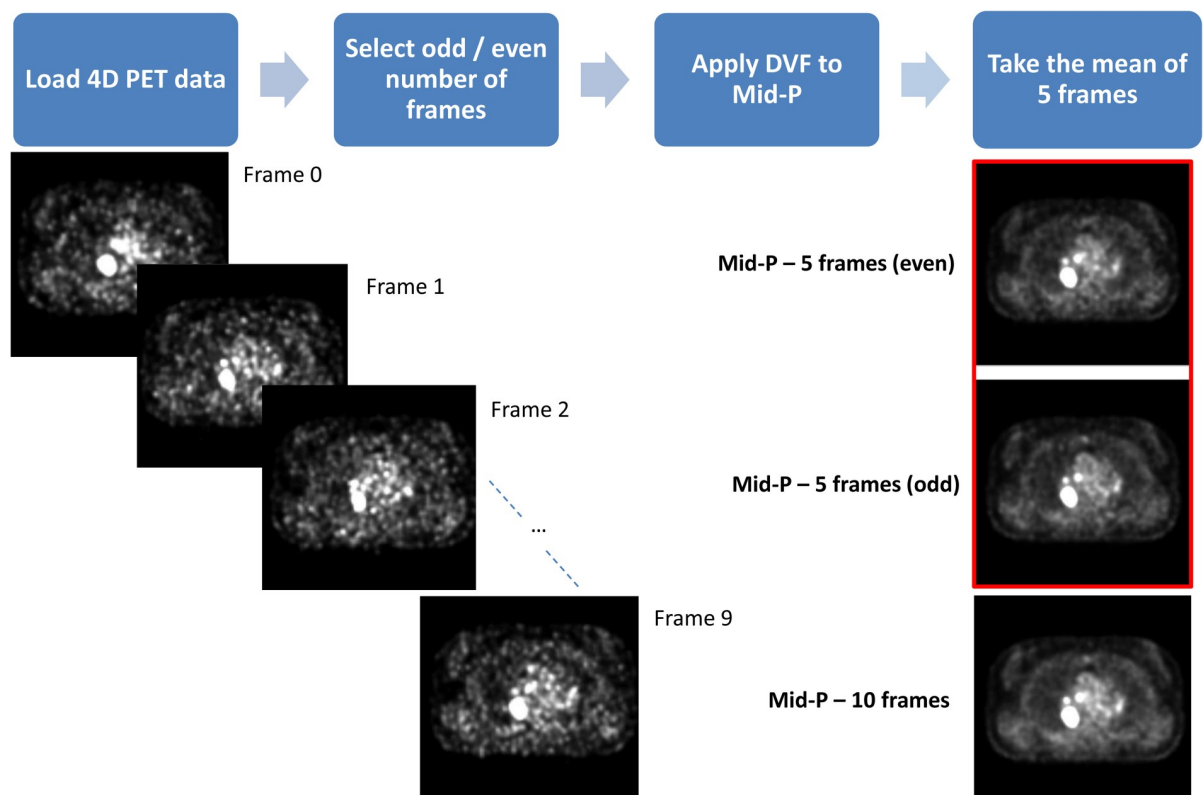 Load 4D PET data
Select odd / even
number of
frames
Apply DVF to
Mid-P
Take the mean of
5 frames
Frame 0
Frame 1
Frame 2
...
Frame 9
Mid-P – 5 frames (even)
Mid-P – 5 frames (odd)
Mid-P – 10 frames